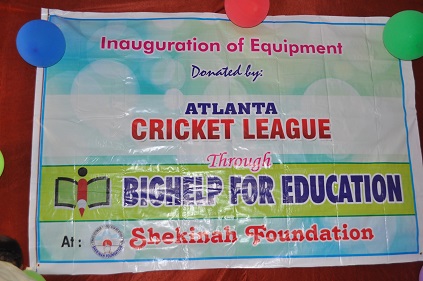 Inauguration of Equipment
Donated by:
ATLANTA
CRICKET LEAGUE
Through
BIGHELP FOR EDUCATION
At : Shekinah Foundation